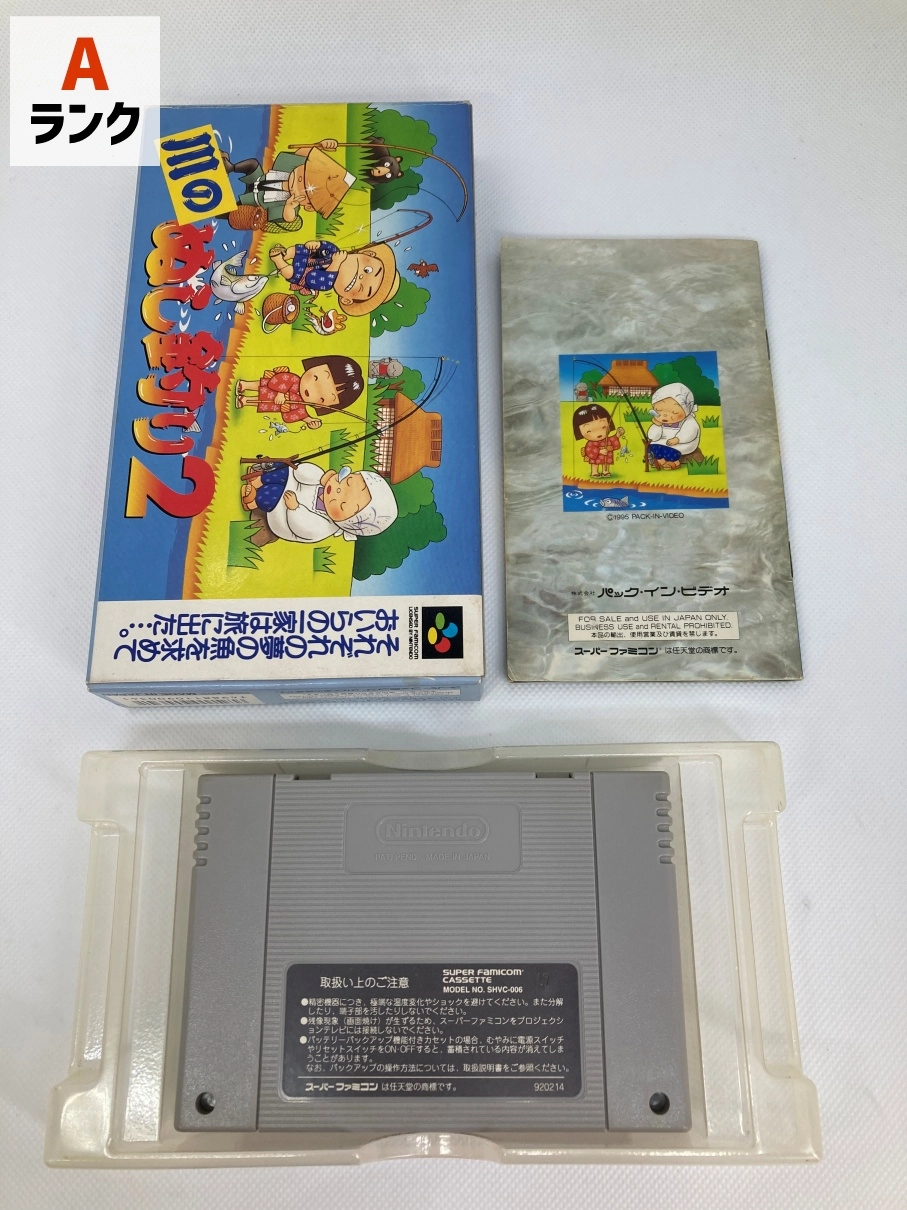 A
ランク
川の
ぬし釣り2
それぞれの夢の魚を求めて
おいらの一家は旅に出た…。
SUPER FAMICOM
LICENSED BY NINTENDO
©1995 PACK-IN-VIDEO
株式会社 パック・イン・ビデオ
FOR SALE and USE IN JAPAN ONLY.
BUSINESS USE and RENTAL PROHIBITED.
本品の輸出、使用営業及び賃貸を禁じます。
スーパーファミコン は任天堂の商標です。
Nintendo
PAT. PEND. MADE IN JAPAN
取扱い上のご注意
SUPER FAMICOM
CASSETTE
MODEL NO. SHVC-006
●精密機器につき、極端な温度変化やショックを避けてください。また分解
したり、端子部を汚したりしないでください。
●残像現象(画面焼け)が生ずるため、スーパーファミコンをプロジェクシ
ョンテレビには接続しないでください。
●バッテリーバックアップ機能付きカセットの場合、むやみに電源スイッチ
やリセットスイッチをON・OFFすると、蓄積されている内容が消えてしま
うことがあります。
なお、バックアップの操作方法については、取扱説明書をご参照ください。
スーパーファミコン は任天堂の商標です。
920214